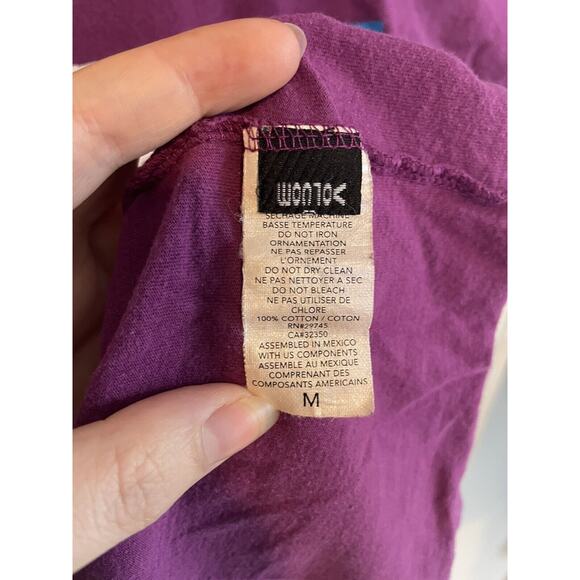 VOLCOM
SECHAGE MACHINE
BASSE TEMPERATURE
DO NOT IRON
ORNAMENTATION
NE PAS REPASSER
L'ORNEMENT
DO NOT DRY CLEAN
NE PAS NETTOYER A SEC
DO NOT BLEACH
NE PAS UTILISER DE
CHLORE
100% COTTON / COTON
RN#29745
CA#32350
ASSEMBLED IN MEXICO
WITH US COMPONENTS
ASSEMBLE AU MEXIQUE
COMPRENANT DES
COMPOSANTS AMERICAINS
M